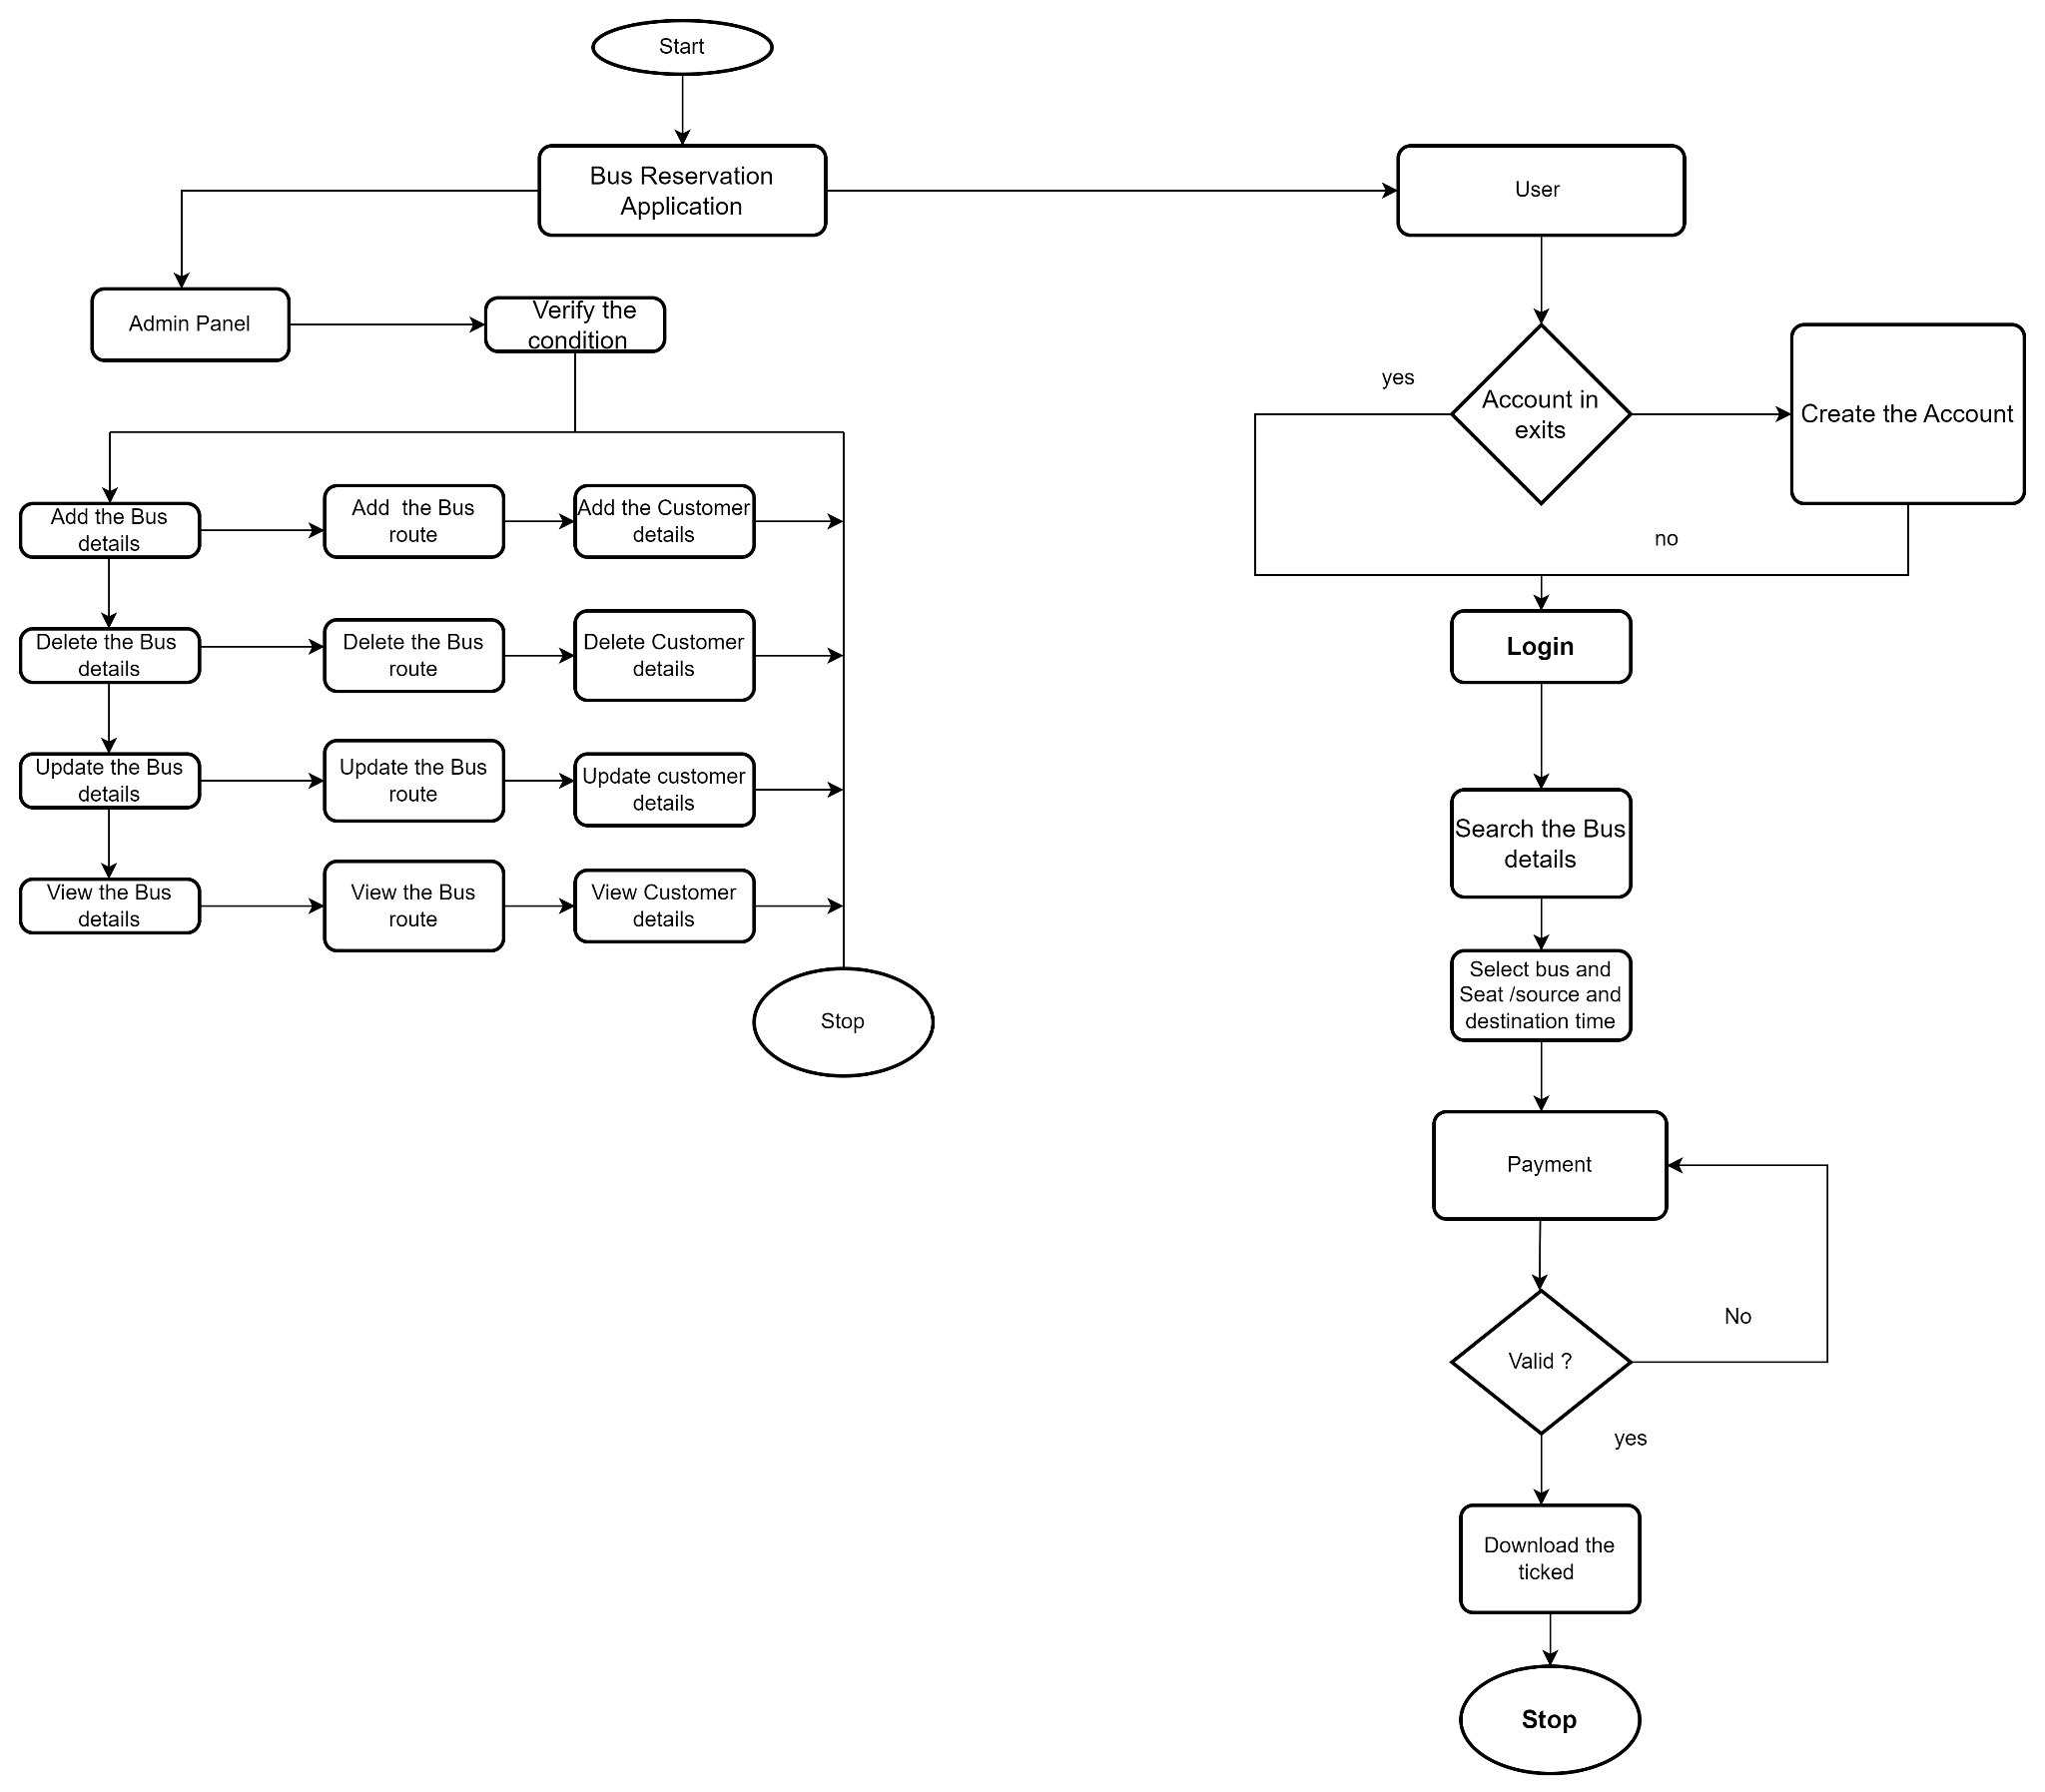 Start
Bus Reservation
Application
User
Admin Panel
Verify the
condition
yes
Account in
exits
Create the Account
no
Add the Bus
details
Add  the Bus
route
Add the Customer
details
Delete the Bus
details
Delete the Bus
route
Delete Customer
details
Update the Bus
details
Update the Bus
route
Update customer
details
View the Bus
details
View the Bus
route
View Customer
details
Stop
Login
Search the Bus
details
Select bus and
Seat /source and
destination time
Payment
No
Valid ?
yes
Download the
ticked
Stop